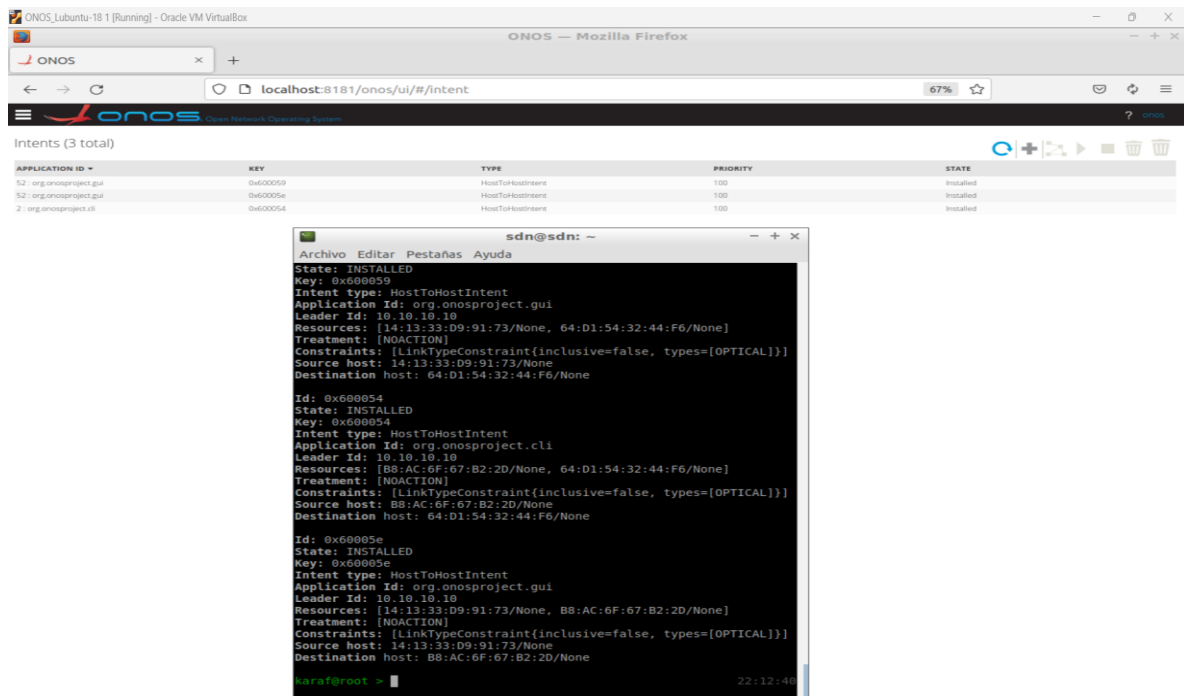 ONOS_Lubuntu-18 1 [Running] - Oracle VM VirtualBox
ONOS — Mozilla Firefox
ONOS
localhost:8181/onos/ui/#/intent
67%
onos Open Network Operating System
? onos
Intents (3 total)
APPLICATION ID KEY TYPE PRIORITY STATE
52 : org.onosproject.gui 0x600059 HostToHostIntent 100 Installed
52 : org.onosproject.gui 0x60005e HostToHostIntent 100 Installed
2 : org.onosproject.cli 0x600054 HostToHostIntent 100 Installed
sdn@sdn: ~
Archivo Editar Pestañas Ayuda
State: INSTALLED
Key: 0x600059
Intent type: HostToHostIntent
Application Id: org.onosproject.gui
Leader Id: 10.10.10.10
Resources: [14:13:33:D9:91:73/None, 64:D1:54:32:44:F6/None]
Treatment: [NOACTION]
Constraints: [LinkTypeConstraint{inclusive=false, types=[OPTICAL]}]
Source host: 14:13:33:D9:91:73/None
Destination host: 64:D1:54:32:44:F6/None
Id: 0x600054
State: INSTALLED
Key: 0x600054
Intent type: HostToHostIntent
Application Id: org.onosproject.cli
Leader Id: 10.10.10.10
Resources: [B8:AC:6F:67:B2:2D/None, 64:D1:54:32:44:F6/None]
Treatment: [NOACTION]
Constraints: [LinkTypeConstraint{inclusive=false, types=[OPTICAL]}]
Source host: B8:AC:6F:67:B2:2D/None
Destination host: 64:D1:54:32:44:F6/None
Id: 0x60005e
State: INSTALLED
Key: 0x60005e
Intent type: HostToHostIntent
Application Id: org.onosproject.gui
Leader Id: 10.10.10.10
Resources: [14:13:33:D9:91:73/None, B8:AC:6F:67:B2:2D/None]
Treatment: [NOACTION]
Constraints: [LinkTypeConstraint{inclusive=false, types=[OPTICAL]}]
Source host: 14:13:33:D9:91:73/None
Destination host: B8:AC:6F:67:B2:2D/None
karaf@root > 22:12:40